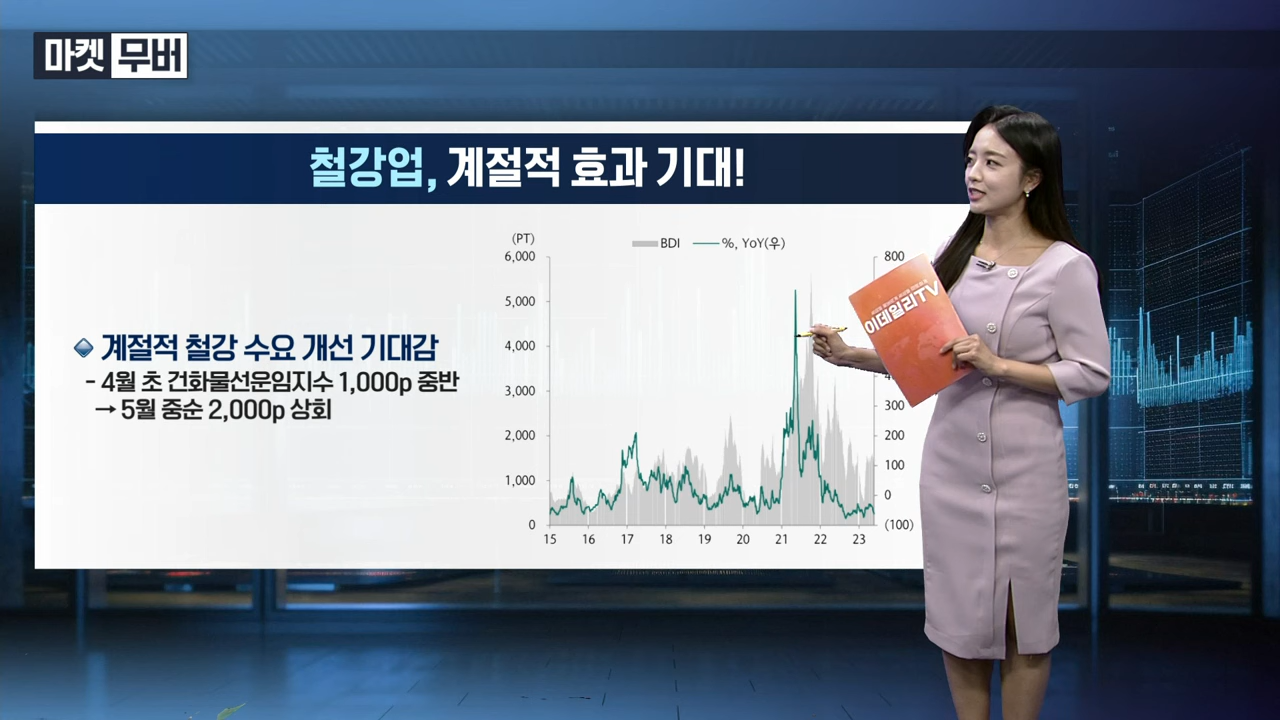 마켓 무버
철강업, 계절적 효과 기대!
계절적 철강 수요 개선 기대감
- 4월 초 건화물선운임지수 1,000p 중반
→ 5월 중순 2,000p 상회
(PT)
BDI
%, YoY(우)
6,000
5,000
4,000
3,000
2,000
1,000
0
800
300
200
100
0
(100)
15 16 17 18 19 20 21 22 23
이데일리TV